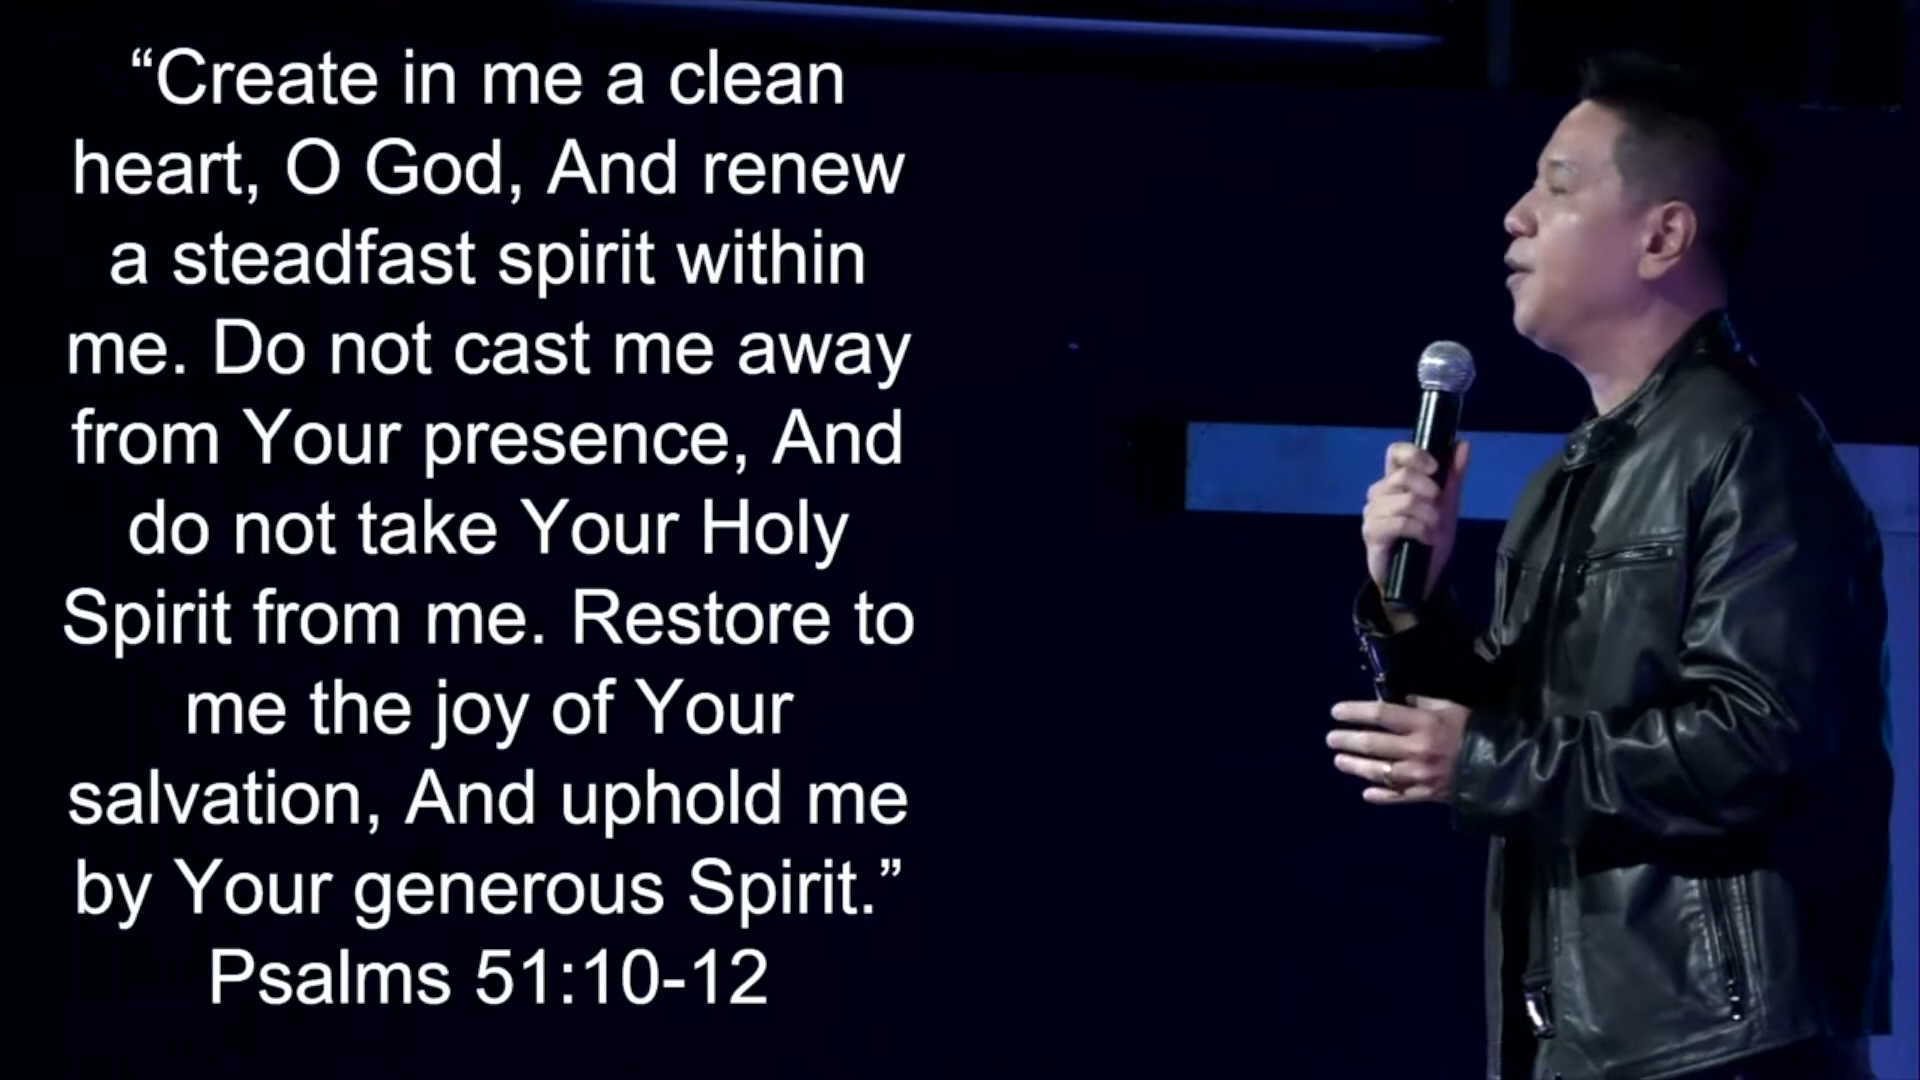 “Create in me a clean
heart, O God, And renew
a steadfast spirit within
me. Do not cast me away
from Your presence, And
do not take Your Holy
Spirit from me. Restore to
me the joy of Your
salvation, And uphold me
by Your generous Spirit.”
Psalms 51:10-12